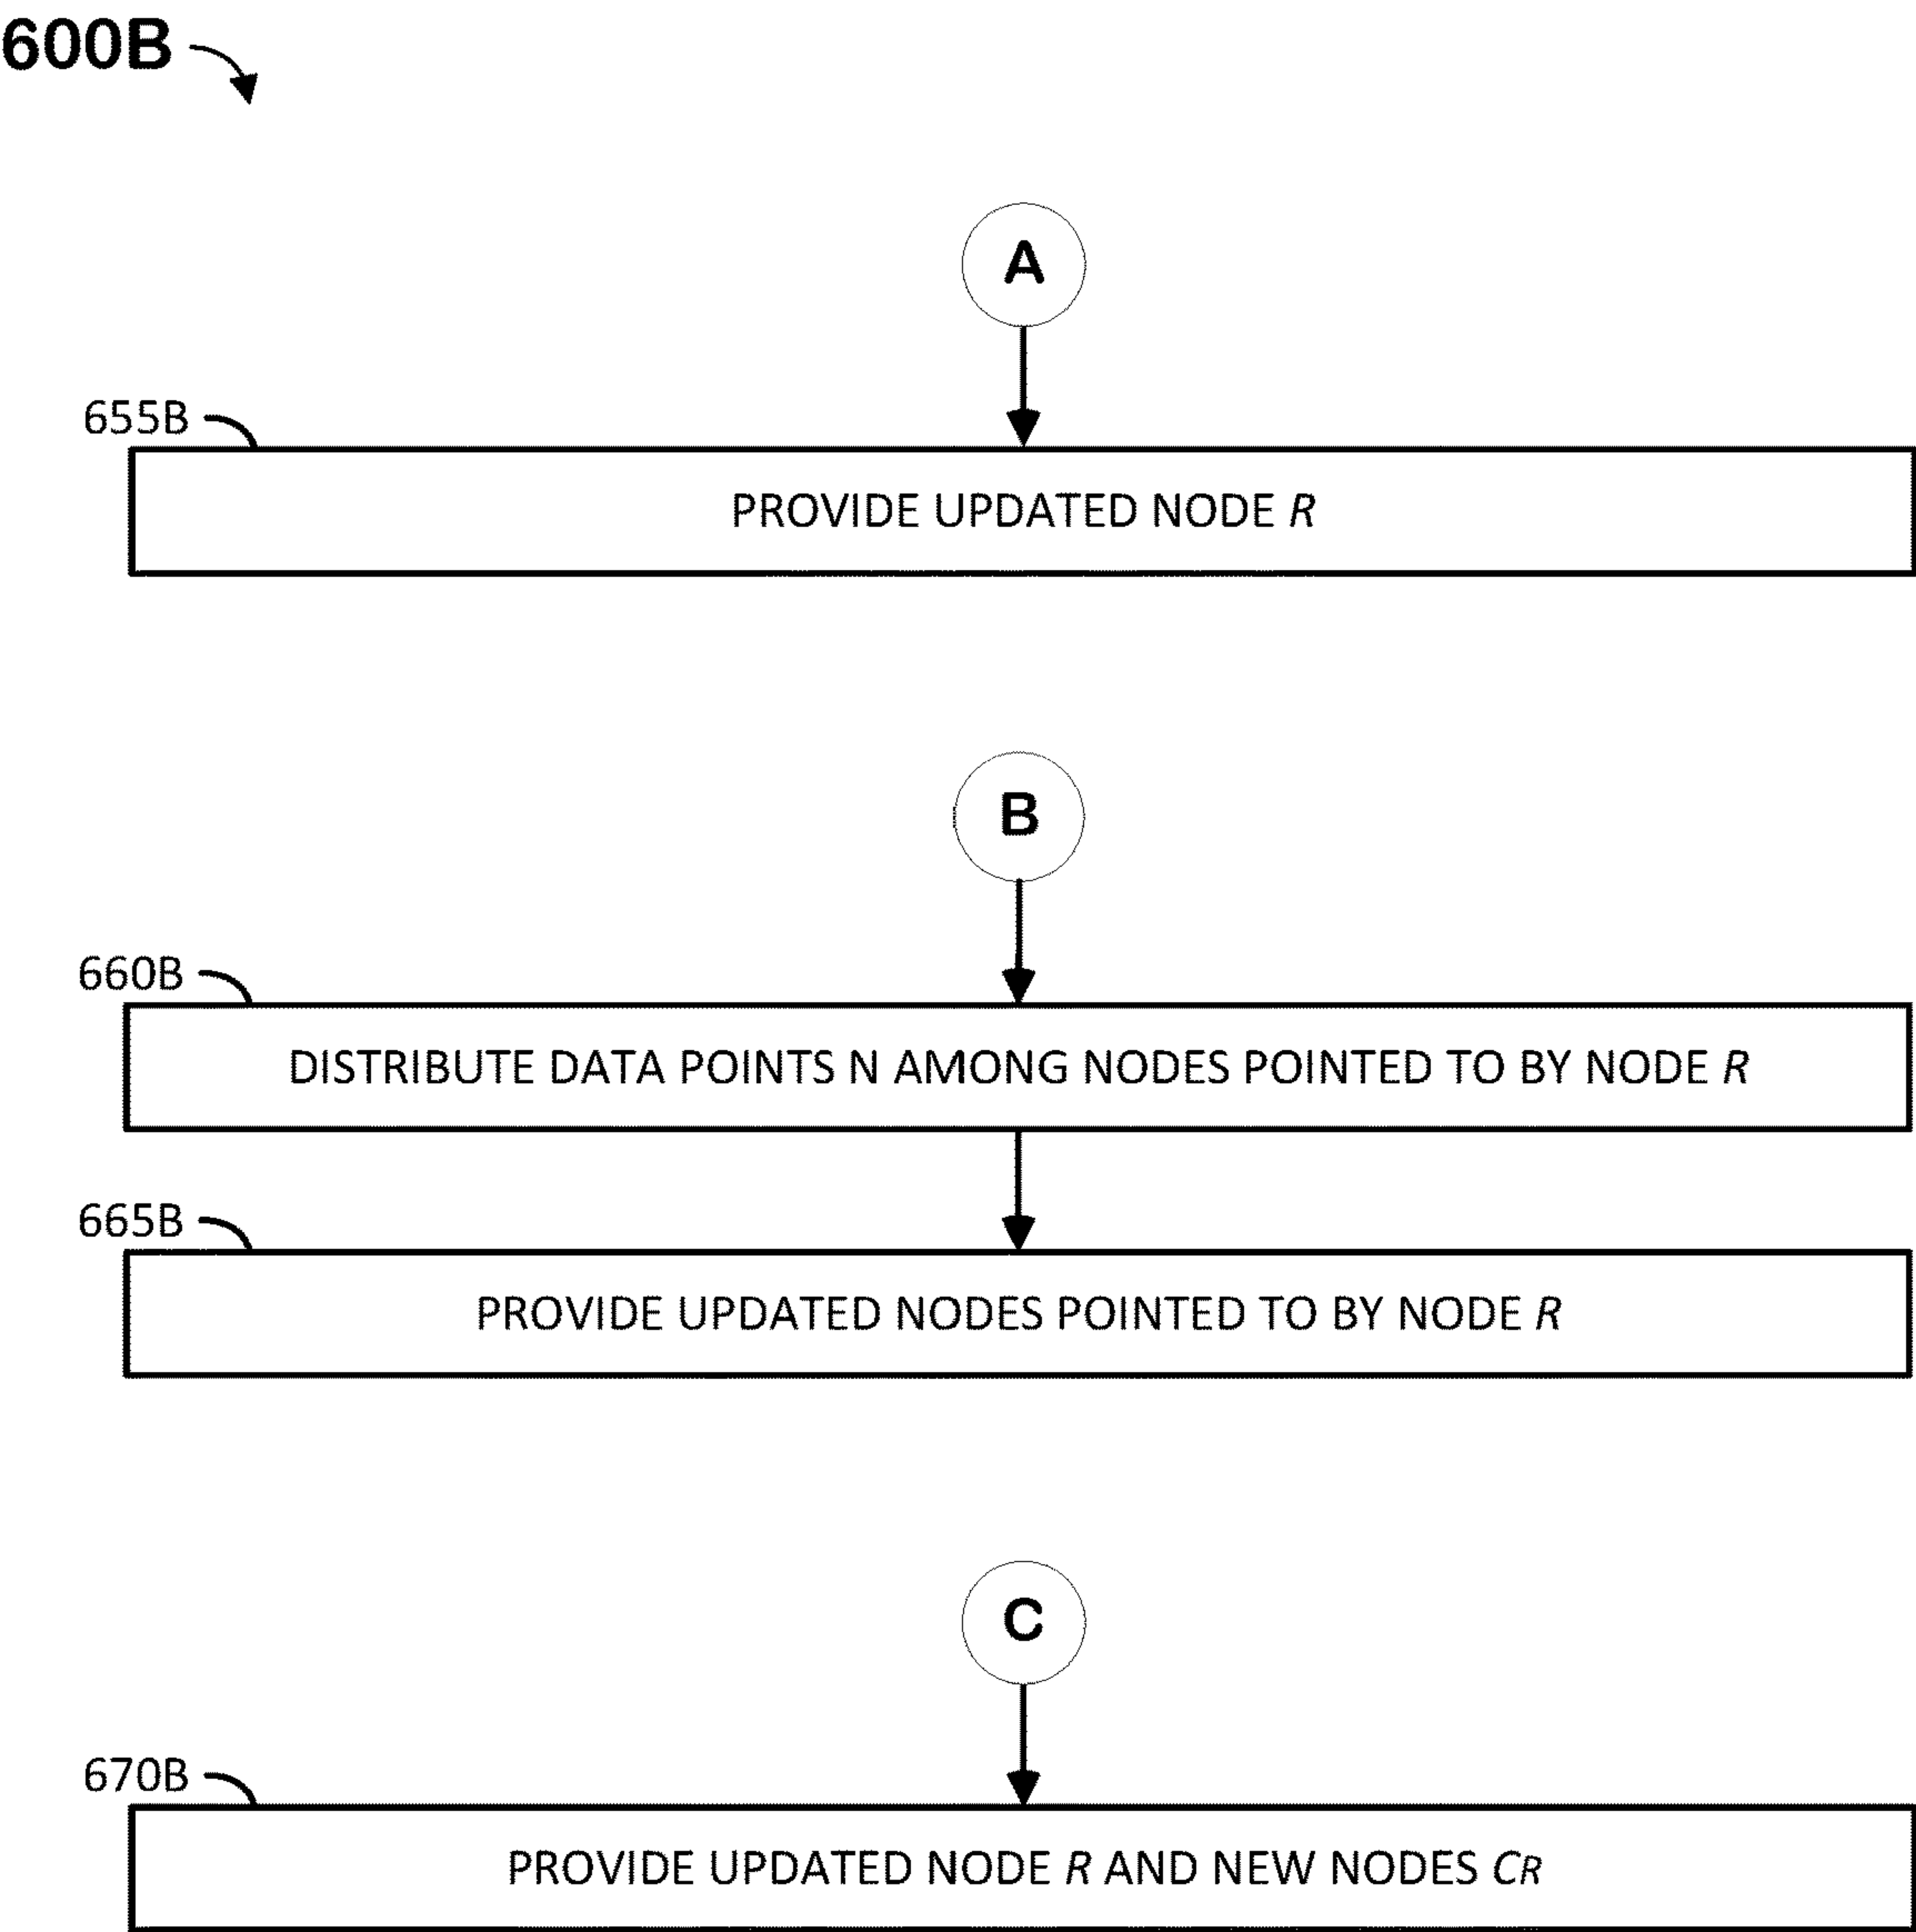 600B
A
655B
PROVIDE UPDATED NODE R
B
660B
DISTRIBUTE DATA POINTS N AMONG NODES POINTED TO BY NODE R
665B
PROVIDE UPDATED NODES POINTED TO BY NODE R
C
670B
PROVIDE UPDATED NODE R AND NEW NODES CR